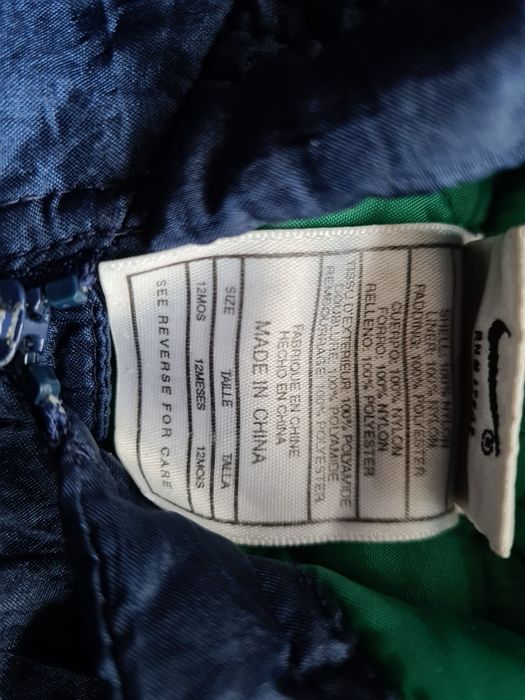 SHELL: 100% NYLON
LINER: 100% NYLON
PADDING: 100% POLYESTER
CUERPO: 100% NYLON
FORRO: 100% NYLON
RELLENO: 100% POLYESTER
TISSU D'EXTERIEUR: 100% POLYAMIDE
DOUBLURE: 100% POLYAMIDE
REMBOURRAGE: 100% POLYESTER
FABRIQUE EN CHINE
HECHO EN CHINA
MADE IN CHINA
SIZE TAILLE TALLA
12MOS 12MESES 12MOIS
SEE REVERSE FOR CARE